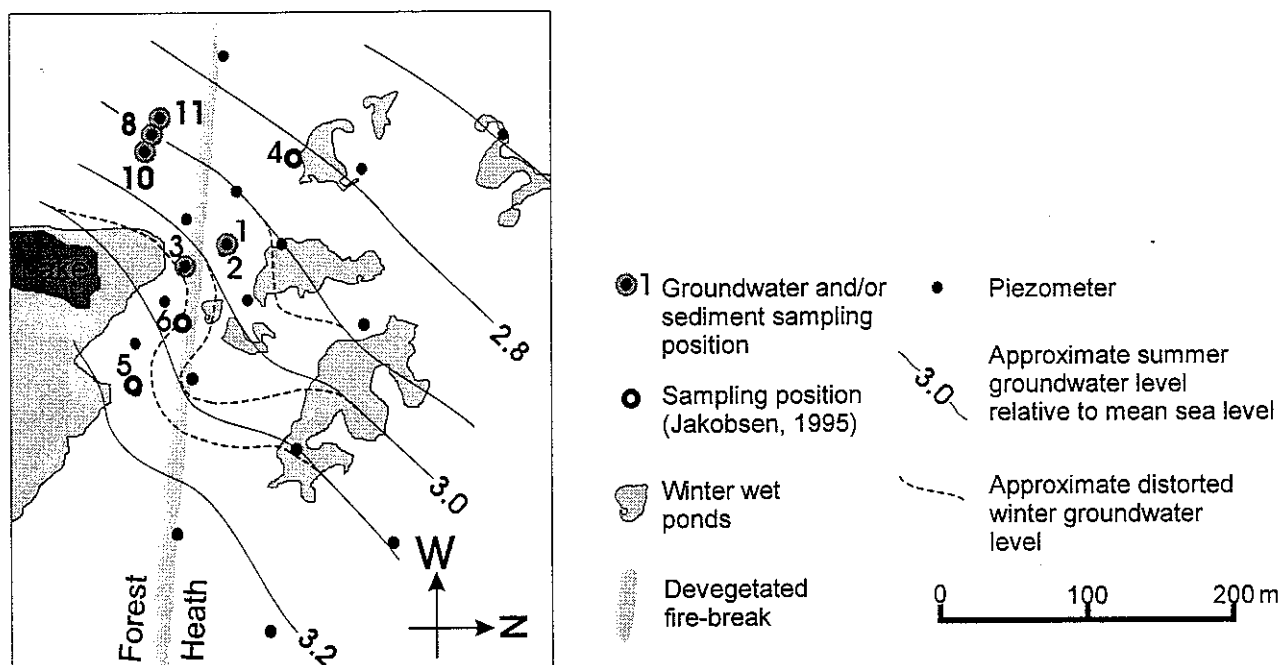 11
8
4
10
1
3
2
Lake
6
5
2.8
3.0
3.2
Forest
Heath
W
N
1 Groundwater and/or
sediment sampling
position
Sampling position
(Jakobsen, 1995)
Winter wet
ponds
Devegetated
fire-break
Piezometer
3.0
Approximate summer
groundwater level
relative to mean sea level
Approximate distorted
winter groundwater
level
0 100 200 m